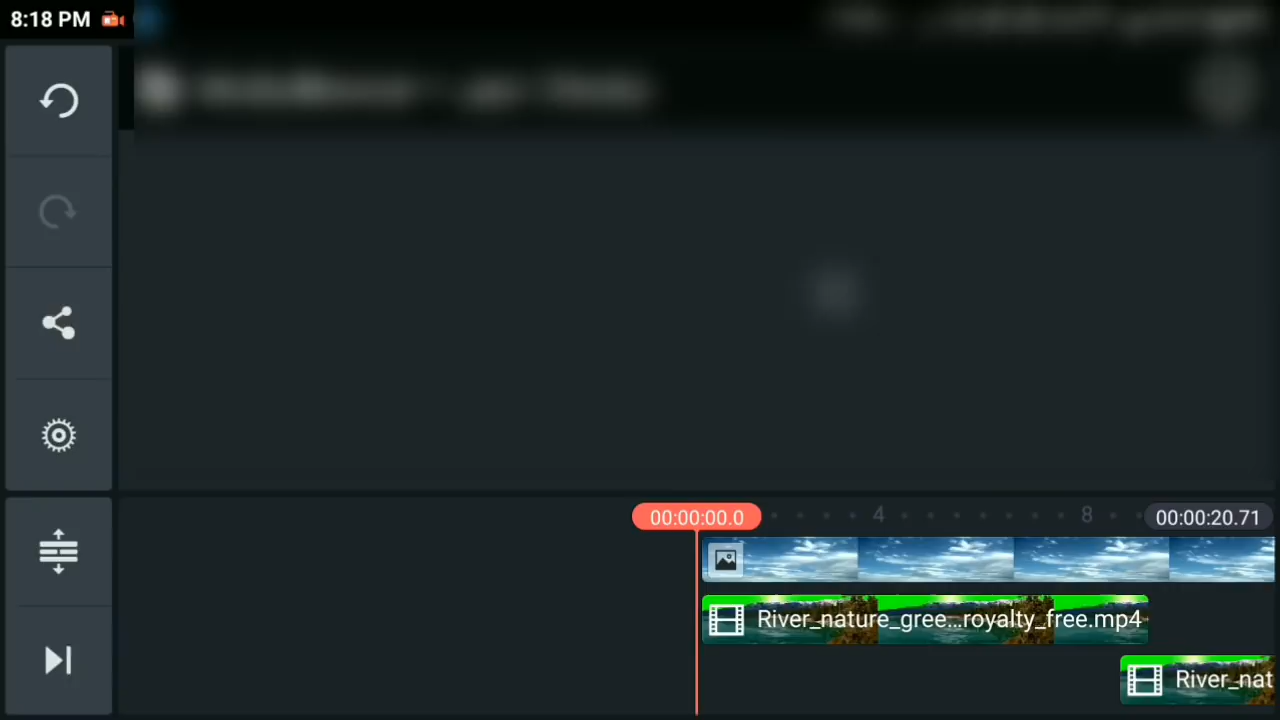 8:18 PM
00:00:00.0
4
8
00:00:20.71
River_nature_gree...royalty_free.mp4
River_nat